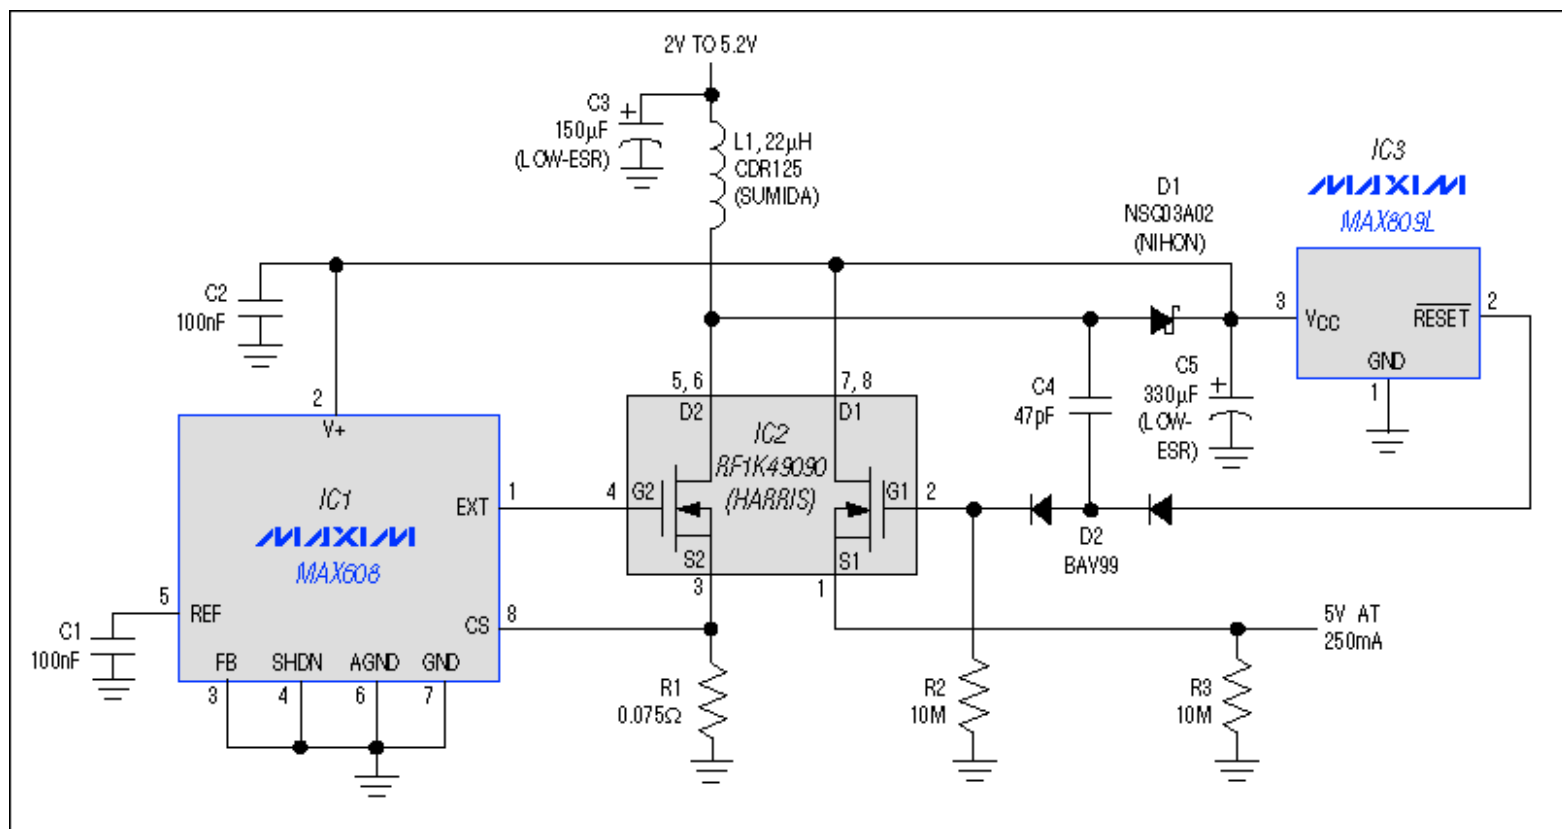 2V TO 5.2V
C3
150µF
(LOW-ESR)
L1, 22µH
CDR125
(SUMIDA)
D1
NSQ03A02
(NIHON)
IC3
MAXIM
MAX809L
3
VCC
RESET
2
GND
1
C2
100nF
C4
47pF
C5
330µF
(LOW-
ESR)
5, 6
7, 8
D2
D1
IC2
RF1K49090
(HARRIS)
4
G2
G1
2
S2
S1
3
1
2
V+
IC1
MAXIM
MAX608
EXT
1
5
REF
CS
8
FB
SHDN
AGND
GND
3
4
6
7
C1
100nF
D2
BAV99
R1
0.075Ω
R2
10M
R3
10M
5V AT
250mA